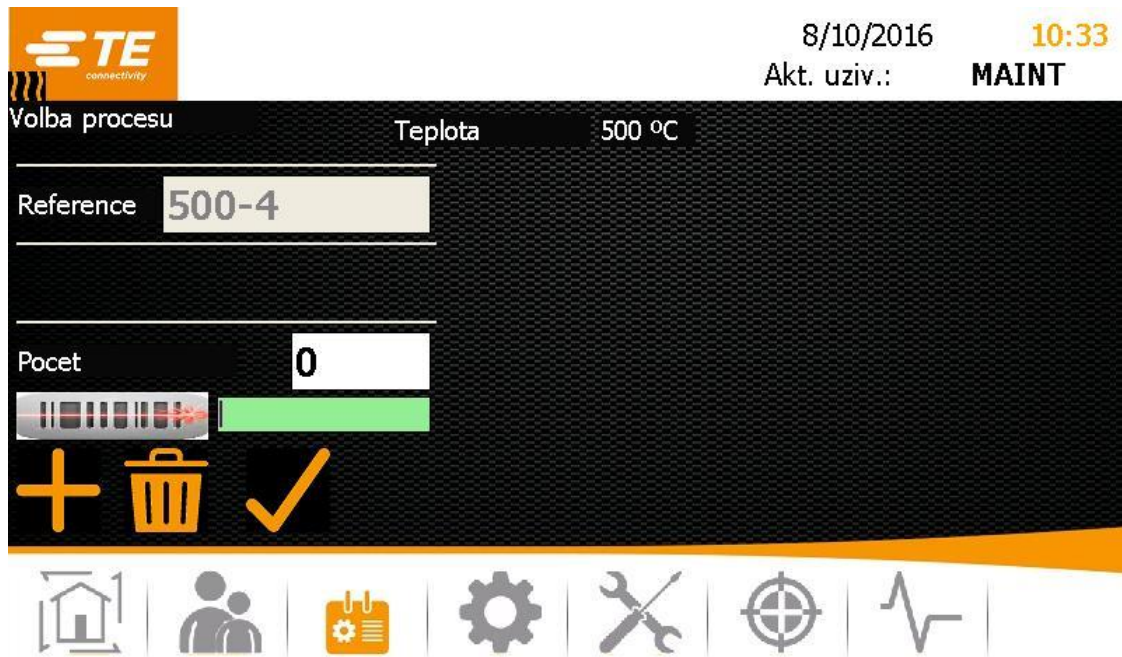 TE
connectivity
8/10/2016 10:33
Akt. uziv.: MAINT
Volba procesu
Teplota 500 ºC
Reference 500-4
Pocet 0